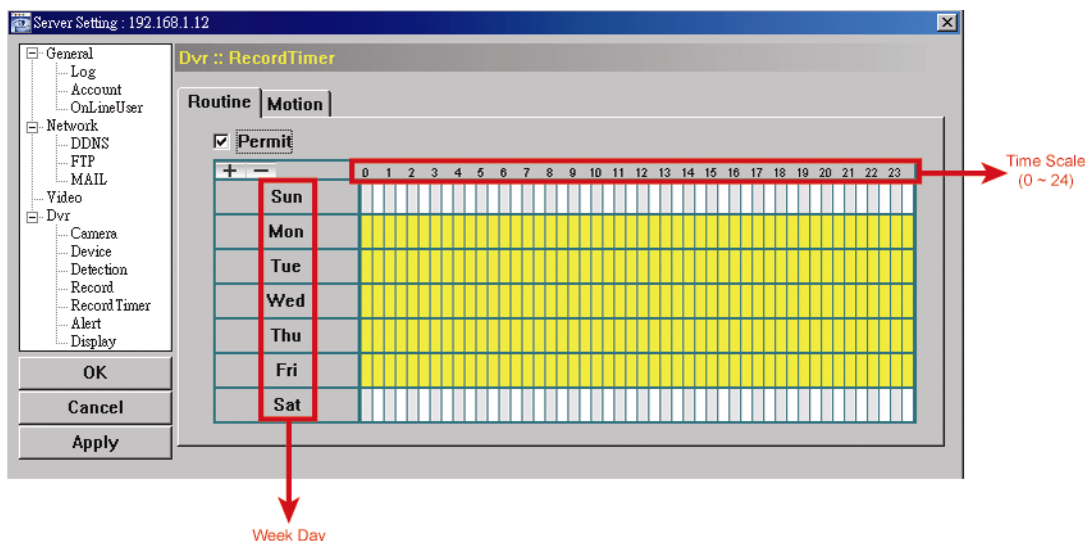 Server Setting : 192.168.1.12
General
Log
Account
OnLineUser
Network
DDNS
FTP
MAIL
Video
Dvr
Camera
Device
Detection
Record
Record Timer
Alert
Display
OK
Cancel
Apply
Dvr :: RecordTimer
Routine Motion
Permit
+ − 0 1 2 3 4 5 6 7 8 9 10 11 12 13 14 15 16 17 18 19 20 21 22 23
Sun
Mon
Tue
Wed
Thu
Fri
Sat
Time Scale
(0 ~ 24)
Week Day